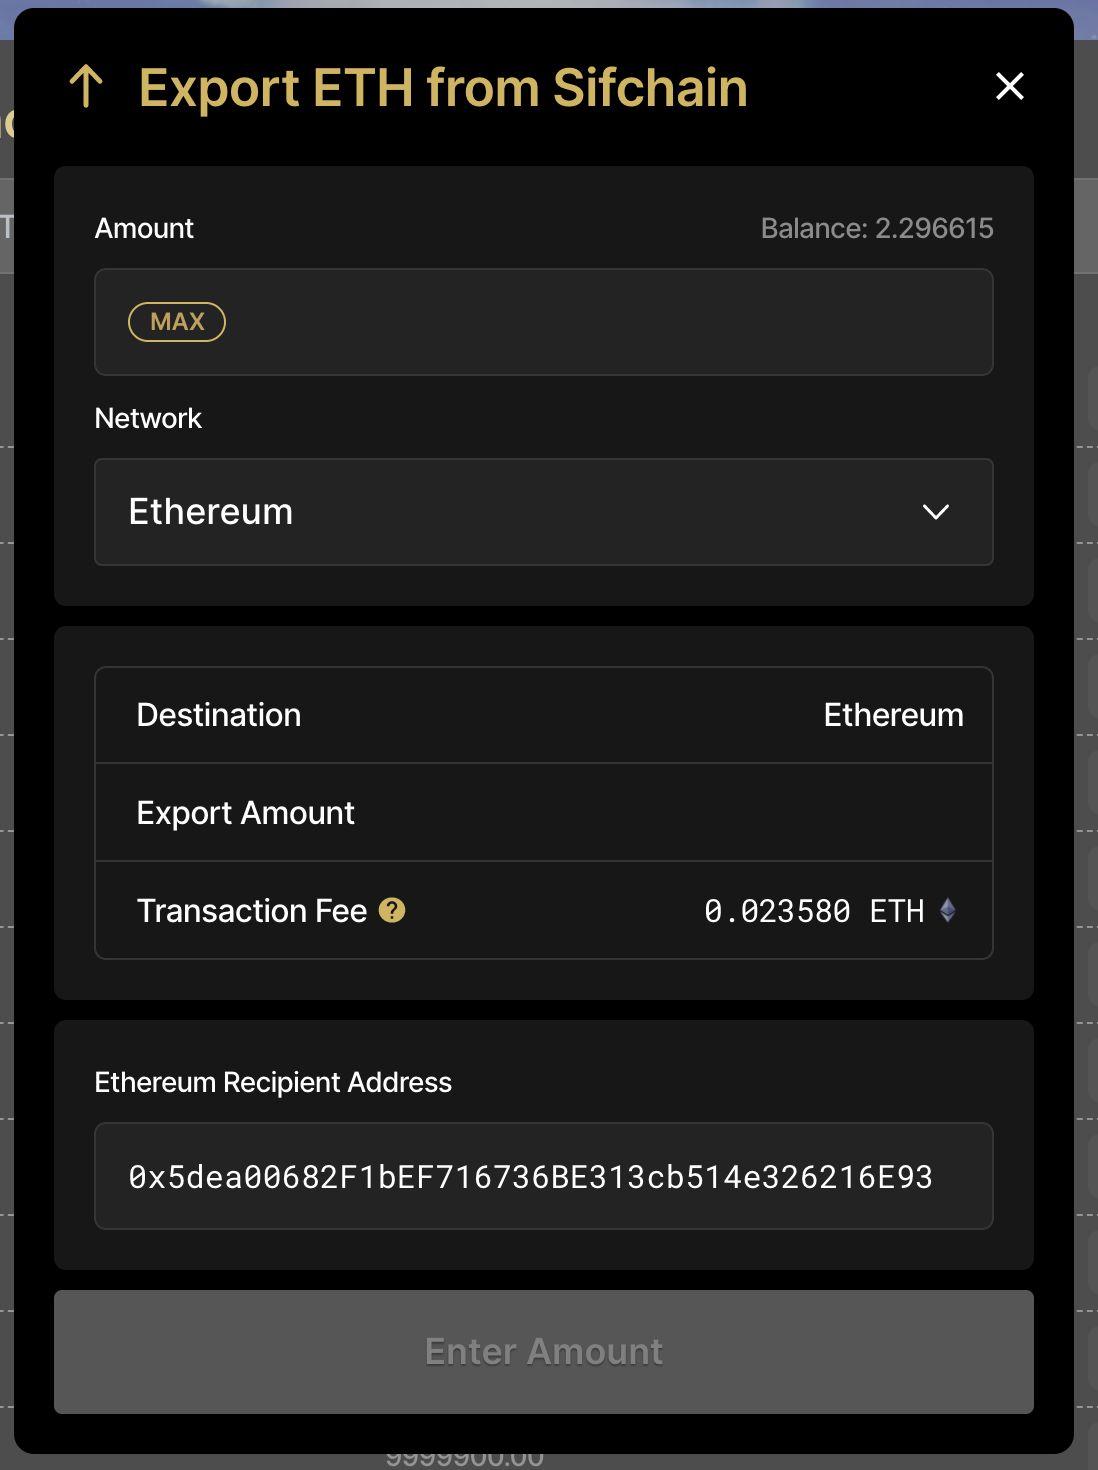 Export ETH from Sifchain
Amount
Balance: 2.296615
MAX
Network
Ethereum
Destination
Ethereum
Export Amount
Transaction Fee ?
0.023580 ETH
Ethereum Recipient Address
0x5dea00682F1bEF716736BE313cb514e326216E93
Enter Amount
9999900.00